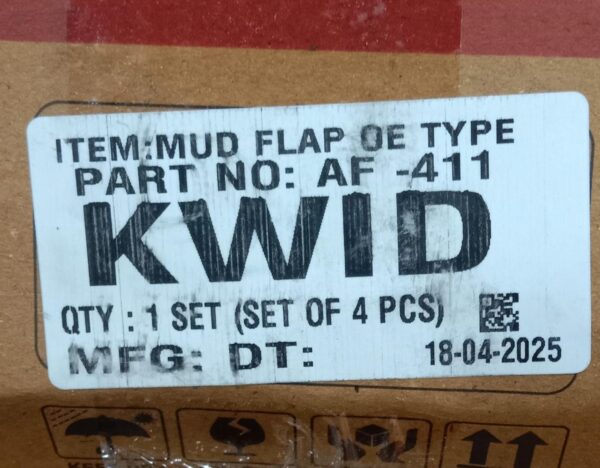 ITEM:MUD FLAP OE TYPE
PART NO: AF -411
KWID
QTY : 1 SET (SET OF 4 PCS)
MFG: DT: 18-04-2025